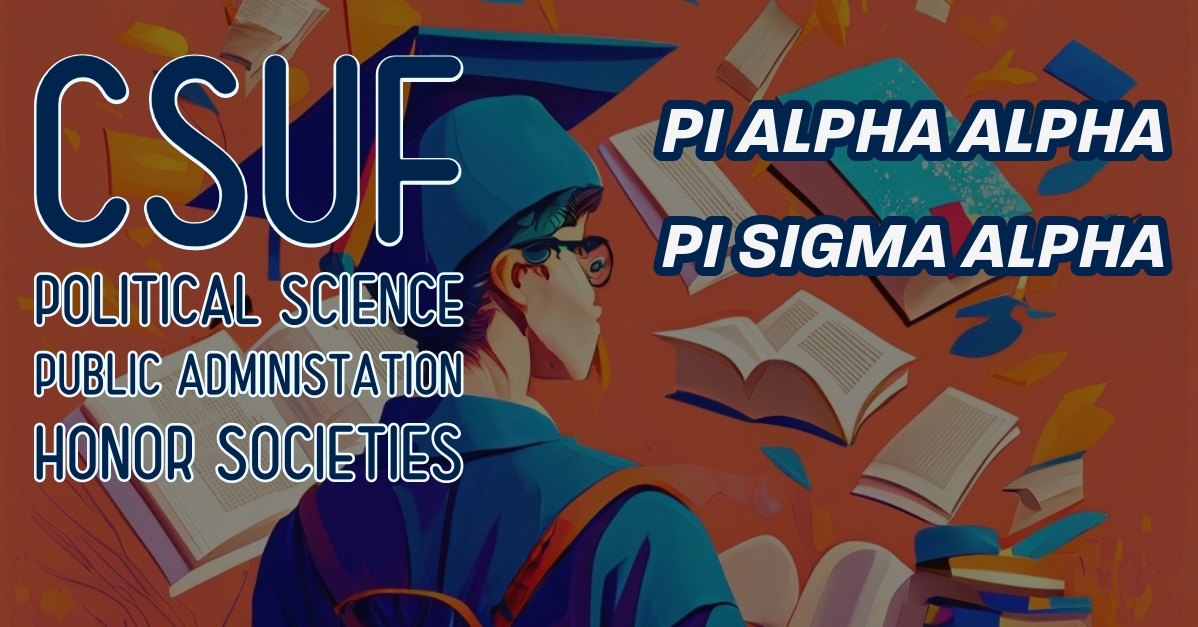 CSUF
POLITICAL SCIENCE
PUBLIC ADMINISTATION
HONOR SOCIETIES
PI ALPHA ALPHA
PI SIGMA ALPHA